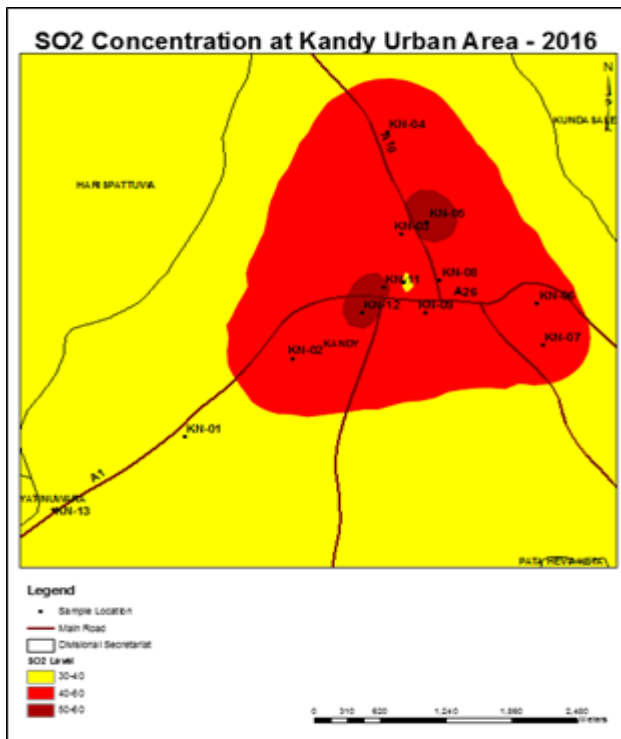 SO2 Concentration at Kandy Urban Area - 2016
N
KUNDASALE
KN-04
HARISPATTUWA
KN-05
KN-03
KN-11
KN-08
A26
KN-06
KN-12
KN-09
KN-07
KN-02
KANDY
KN-01
A1
YATINUWARA
KN-13
Legend
Sample Location
Main Road
Divisional Secretariat
SO2 Level
30-40
40-50
50-60
0 310 620 1,240 1,860 2,480
Meters